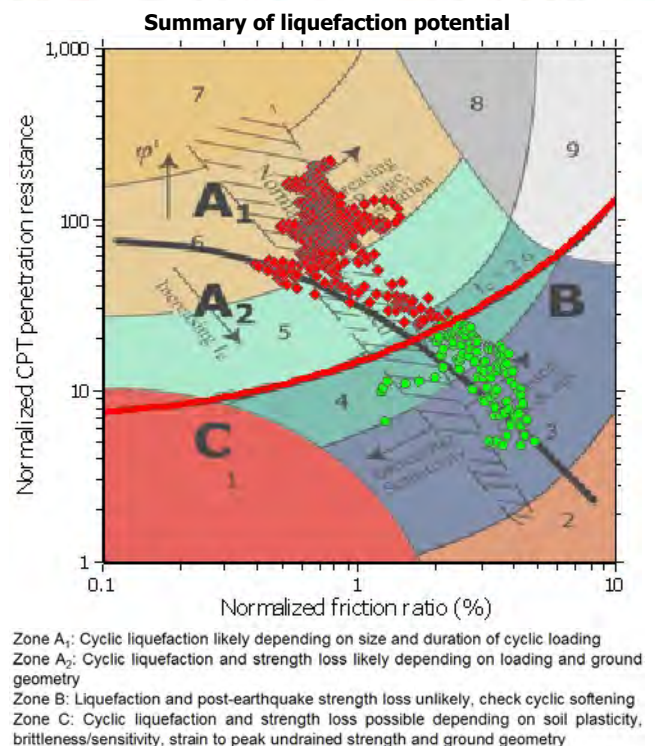 Summary of liquefaction potential
1,000
100
10
1
Normalized CPT penetration resistance
7
8
9
φ'
A1
6
A2
5
B
4
C
1
3
2
Increasing Ic
0.1
1
10
Normalized friction ratio (%)
Zone A1: Cyclic liquefaction likely depending on size and duration of cyclic loading
Zone A2: Cyclic liquefaction and strength loss likely depending on loading and ground
geometry
Zone B: Liquefaction and post-earthquake strength loss unlikely, check cyclic softening
Zone C: Cyclic liquefaction and strength loss possible depending on soil plasticity,
brittleness/sensitivity, strain to peak undrained strength and ground geometry